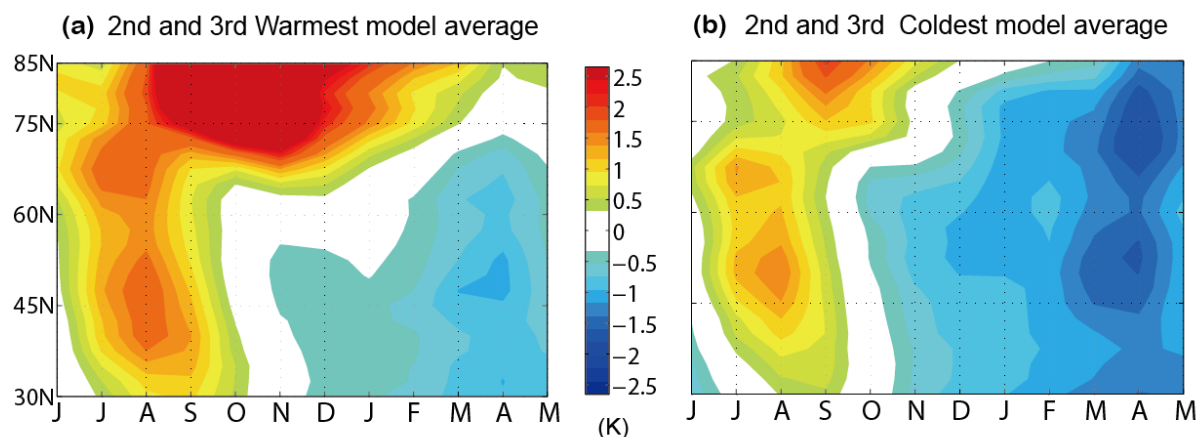 (a) 2nd and 3rd Warmest model average
(b) 2nd and 3rd Coldest model average
85N
75N
60N
45N
30N
J J A S O N D J F M A M
2.5
2
1.5
1
0.5
0
−0.5
−1
−1.5
−2
−2.5
(K)
J J A S O N D J F M A M